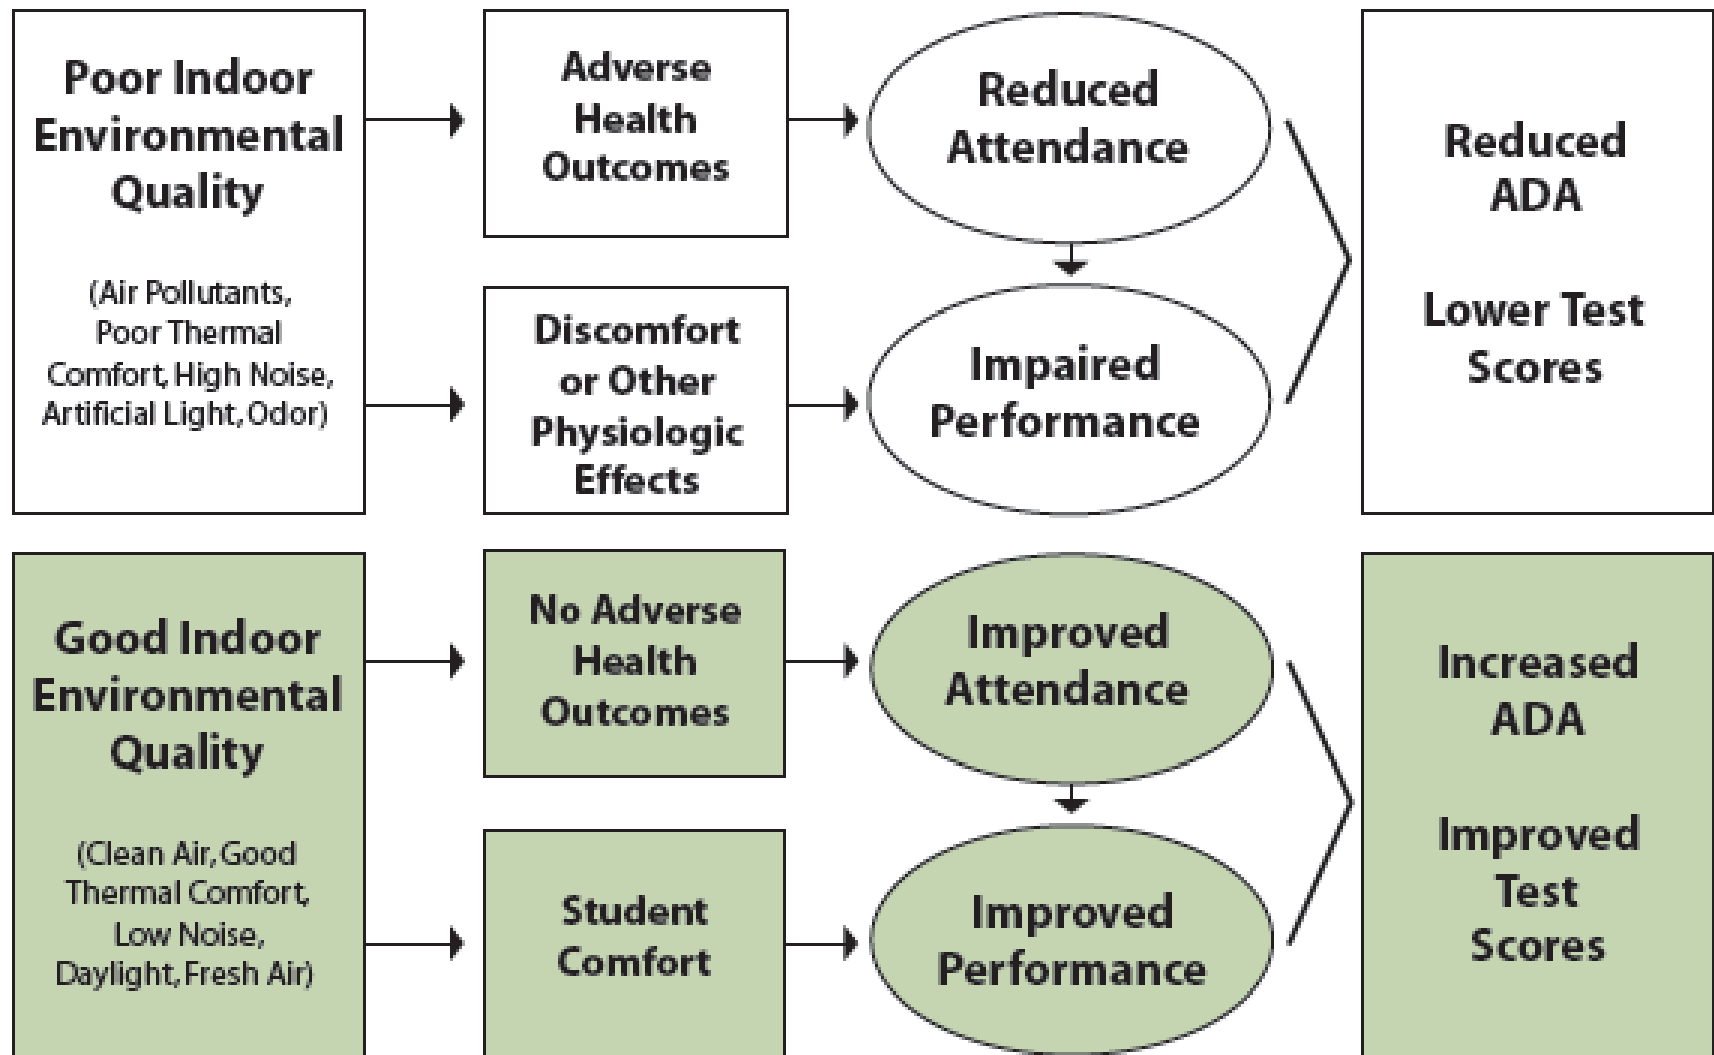 Poor Indoor
Environmental
Quality
(Air Pollutants,
Poor Thermal
Comfort, High Noise,
Artificial Light, Odor)
Adverse
Health
Outcomes
Discomfort
or Other
Physiologic
Effects
Reduced
Attendance
Impaired
Performance
Reduced
ADA
Lower Test
Scores
Good Indoor
Environmental
Quality
(Clean Air, Good
Thermal Comfort,
Low Noise,
Daylight, Fresh Air)
No Adverse
Health
Outcomes
Student
Comfort
Improved
Attendance
Improved
Performance
Increased
ADA
Improved
Test
Scores